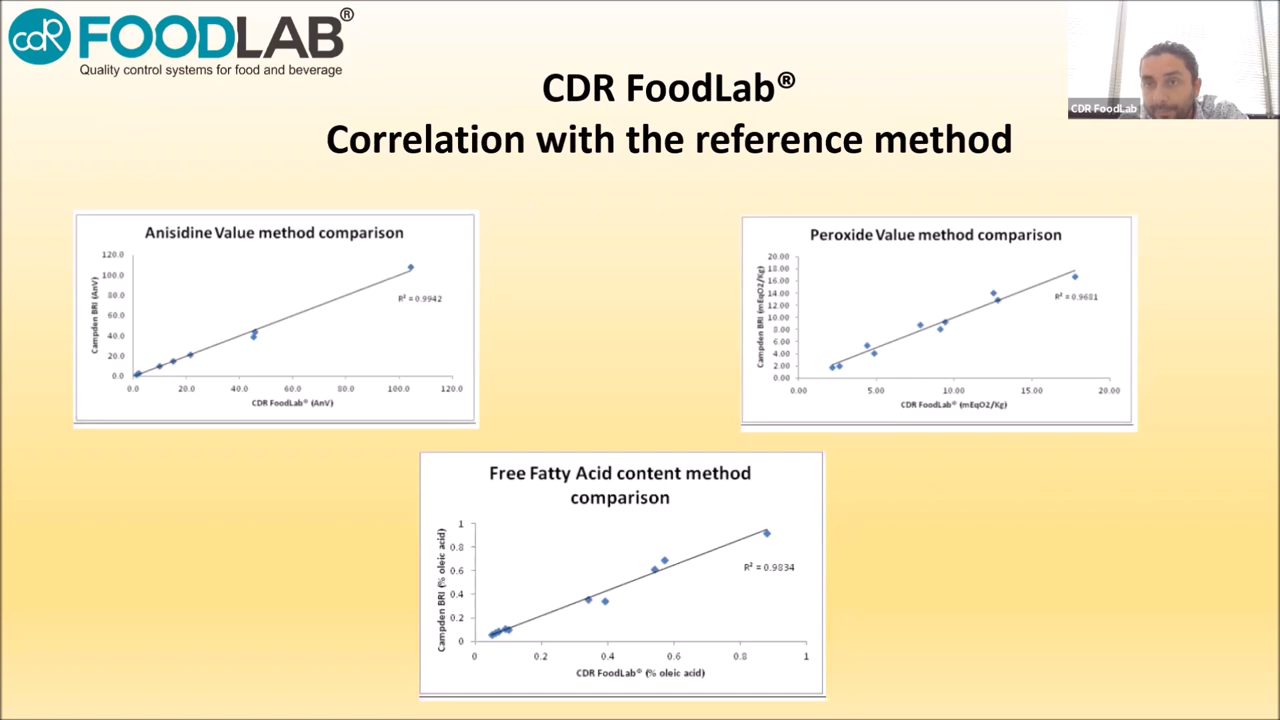 cdR FOODLAB®
Quality control systems for food and beverage
CDR FoodLab®
Correlation with the reference method
CDR FoodLab
Anisidine Value method comparison
120.0
100.0
80.0
60.0
40.0
20.0
0.0
Campden BRI (AnV)
R² = 0.9942
0.0 20.0 40.0 60.0 80.0 100.0 120.0
CDR FoodLab® (AnV)
Peroxide Value method comparison
20.00
18.00
16.00
14.00
12.00
10.00
8.00
6.00
4.00
2.00
0.00
Campden BRI (mEqO2/Kg)
R² = 0.9681
0.00 5.00 10.00 15.00 20.00
CDR FoodLab® (mEqO2/Kg)
Free Fatty Acid content method
comparison
1
0.8
0.6
0.4
0.2
0
Campden BRI (% oleic acid)
R² = 0.9834
0 0.2 0.4 0.6 0.8 1
CDR FoodLab® (% oleic acid)